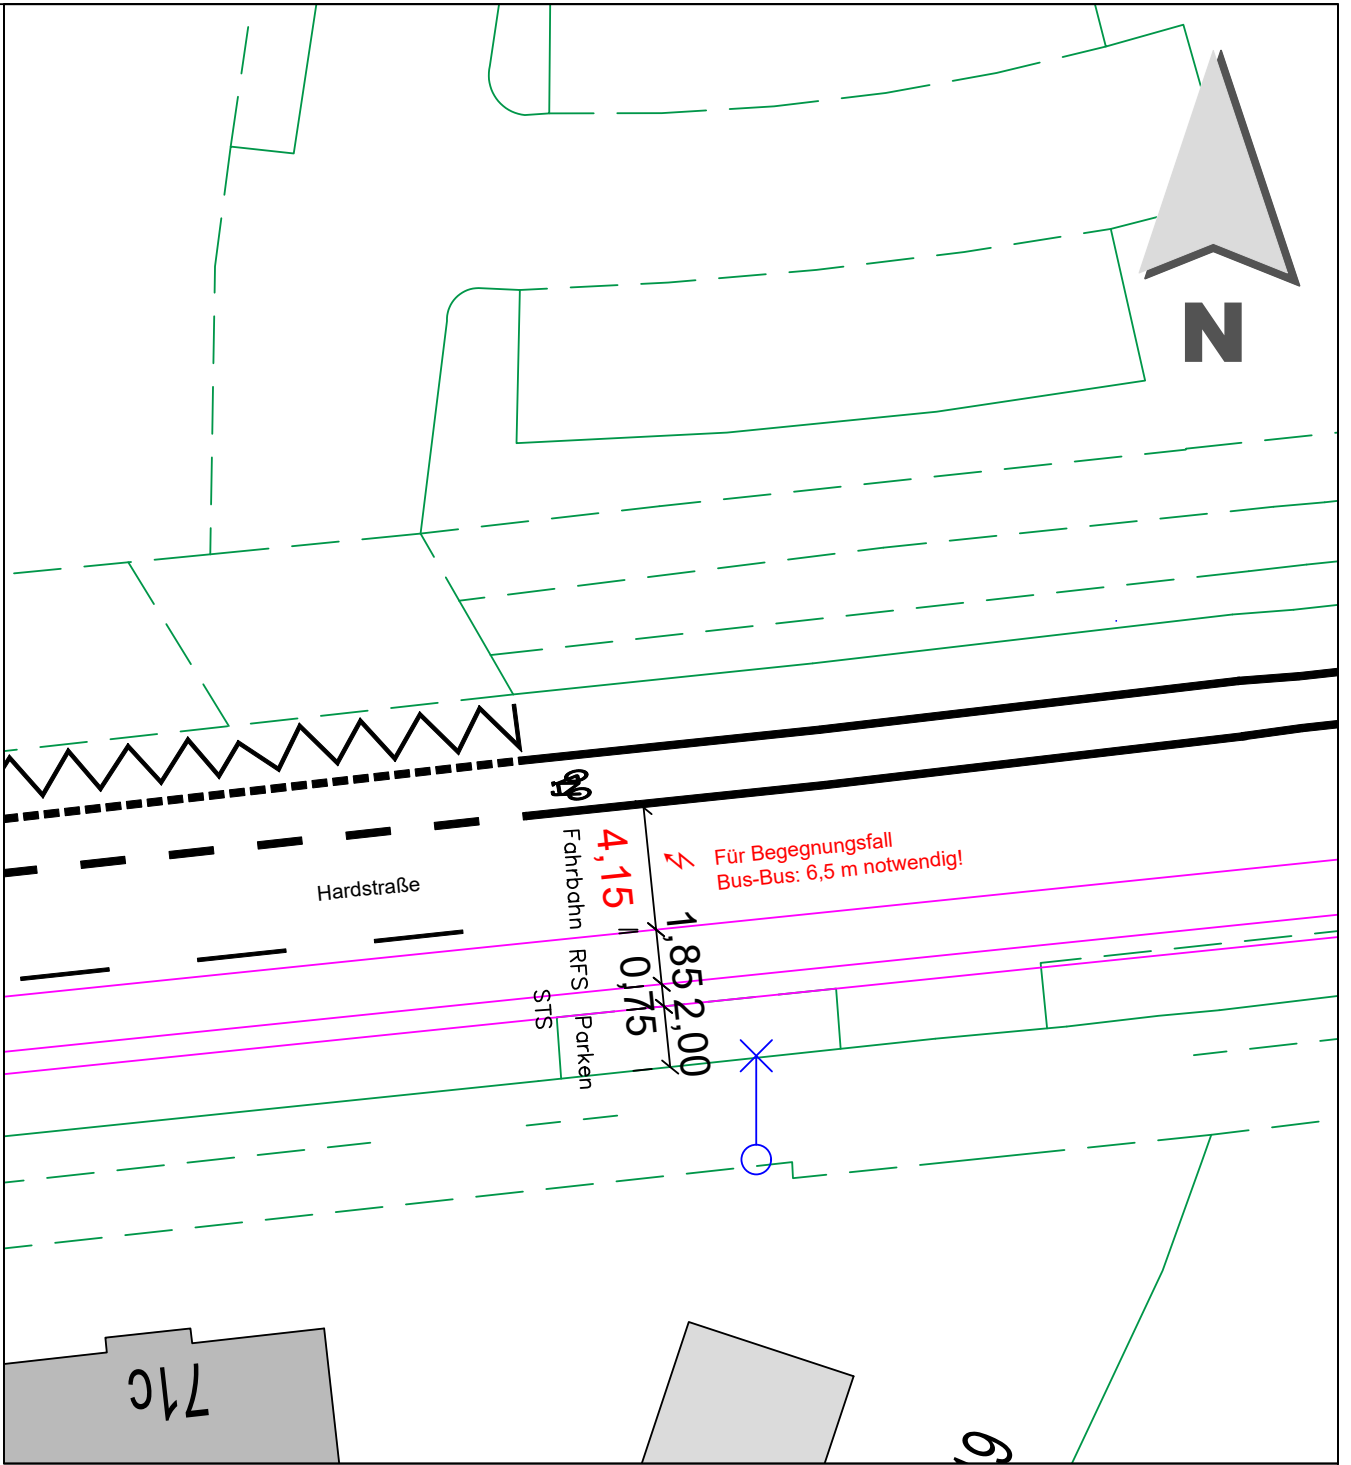 N
Für Begegnungsfall
Bus-Bus: 6,5 m notwendig!
Hardstraße
Fahrbahn
4,15
RFS
1,85
STS
0,75
Parken
2,00
71c